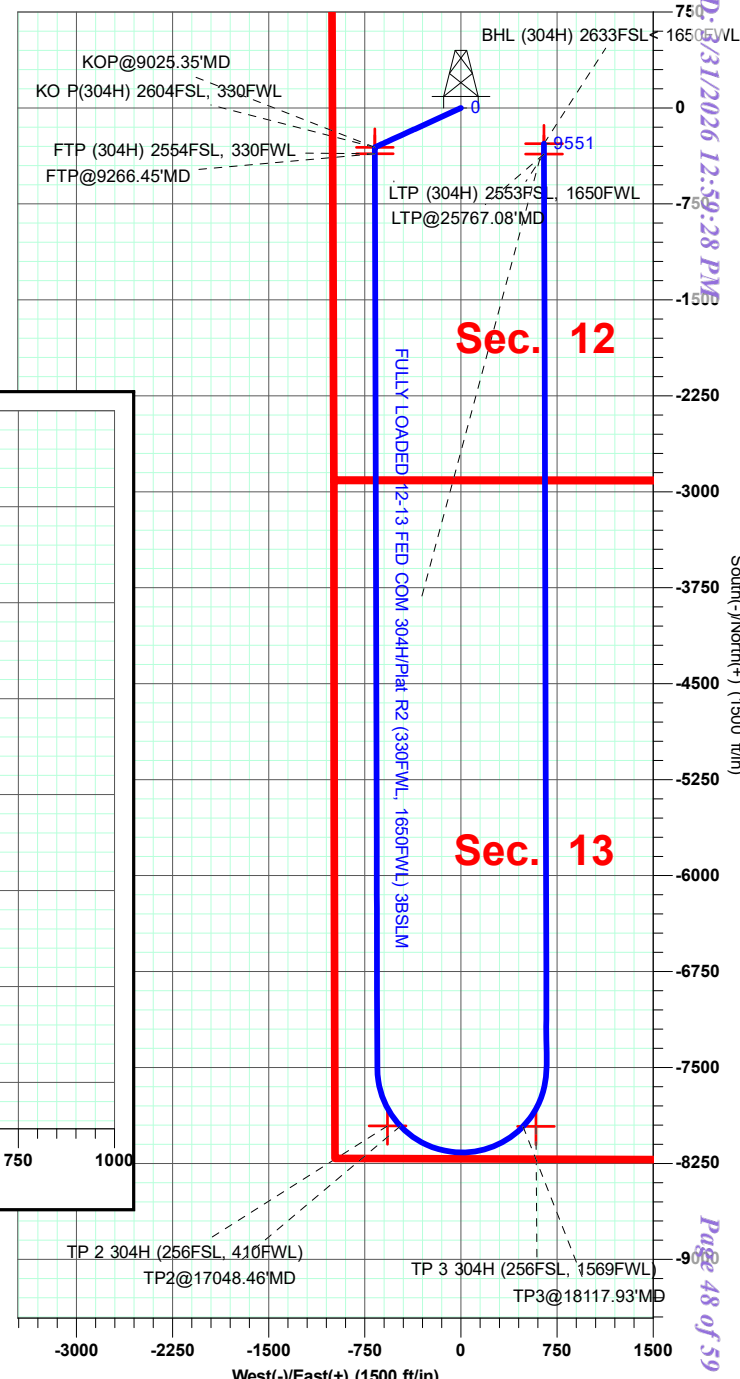 750
BHL (304H) 2633FSL, 1650FWL
KOP@9025.35'MD
KO P(304H) 2604FSL, 330FWL
0
0
FTP (304H) 2554FSL, 330FWL
9551
FTP@9266.45'MD
LTP (304H) 2553FSL, 1650FWL
LTP@25767.08'MD
-750
-1500
Sec. 12
-2250
-3000
FULLY LOADED 12-13 FED COM 304H/Plat R2 (330FWL, 1650FWL) 3BSLM
-3750
South(-)/North(+) (1500 ft/in)
-4500
-5250
Sec. 13
-6000
-6750
-7500
-8250
750
1000
TP 2 304H (256FSL, 410FWL)
TP2@17048.46'MD
-9000
TP 3 304H (256FSL, 1569FWL)
TP3@18117.93'MD
-3000
-2250
-1500
-750
0
750
1500
West(-)/East(+) (1500 ft/in)
D: 3/31/2026 12:59:28 PM
Page 48 of 59